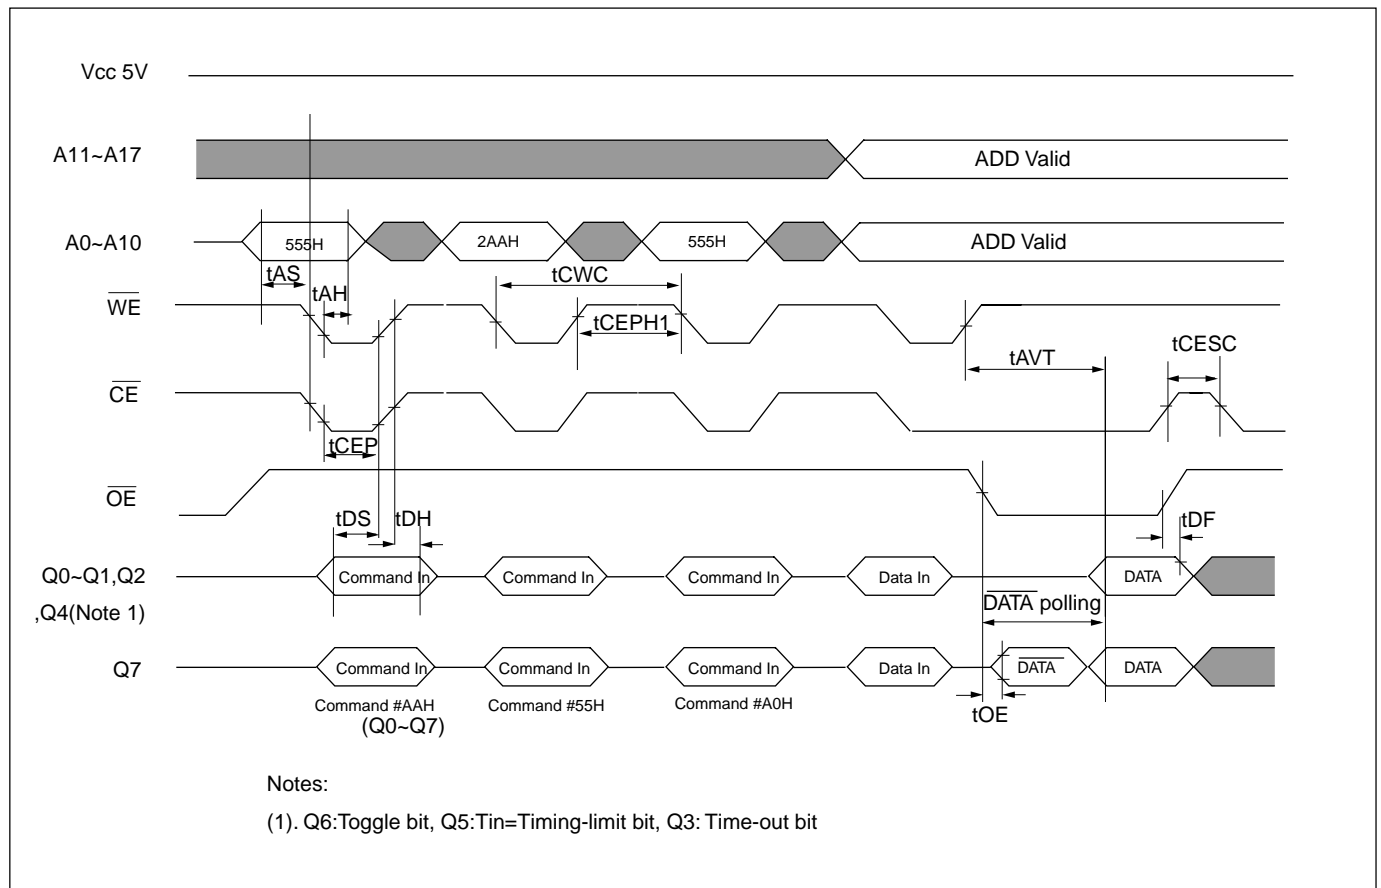 Vcc 5V
A11~A17
ADD Valid
A0~A10
555H
2AAH
555H
ADD Valid
tAS
tAH
tCWC
WE
tCEPH1
tAVT
tCESC
CE
tCEP
OE
tDS
tDH
tDF
Q0~Q1,Q2
,Q4(Note 1)
Command In
Command In
Command In
Data In
DATA
DATA polling
Q7
Command In
Command In
Command In
Data In
DATA
DATA
Command #AAH
Command #55H
Command #A0H
(Q0~Q7)
tOE
Notes:
(1). Q6:Toggle bit, Q5:Tin=Timing-limit bit, Q3: Time-out bit